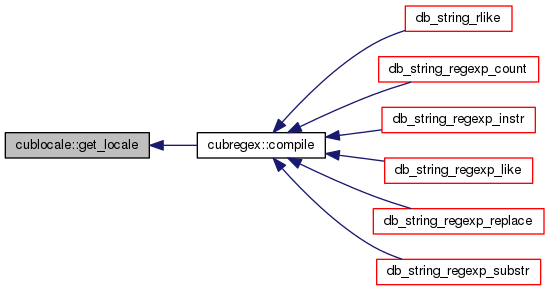 db_string_rlike
db_string_regexp_count
db_string_regexp_instr
cublocale::get_locale
cubregex::compile
db_string_regexp_like
db_string_regexp_replace
db_string_regexp_substr